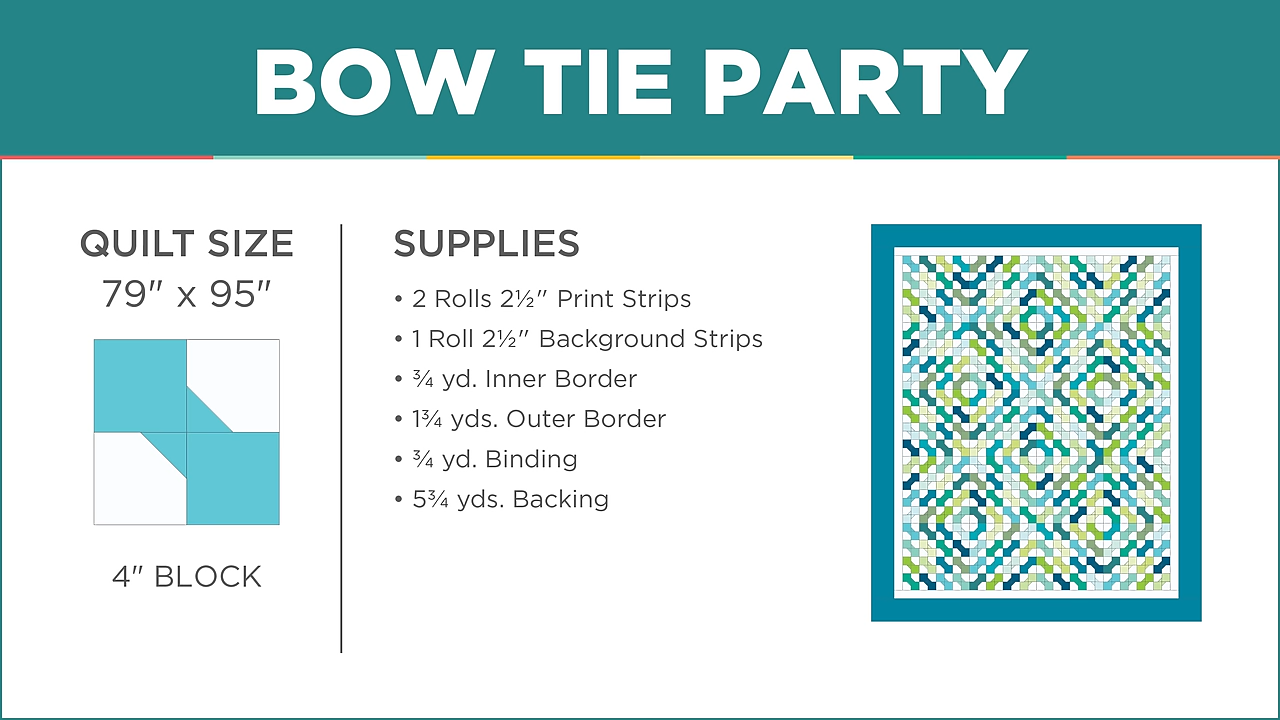 BOW TIE PARTY
QUILT SIZE
79" x 95"
4" BLOCK
SUPPLIES
• 2 Rolls 2½" Print Strips
• 1 Roll 2½" Background Strips
• ¾ yd. Inner Border
• 1¾ yds. Outer Border
• ¾ yd. Binding
• 5¾ yds. Backing